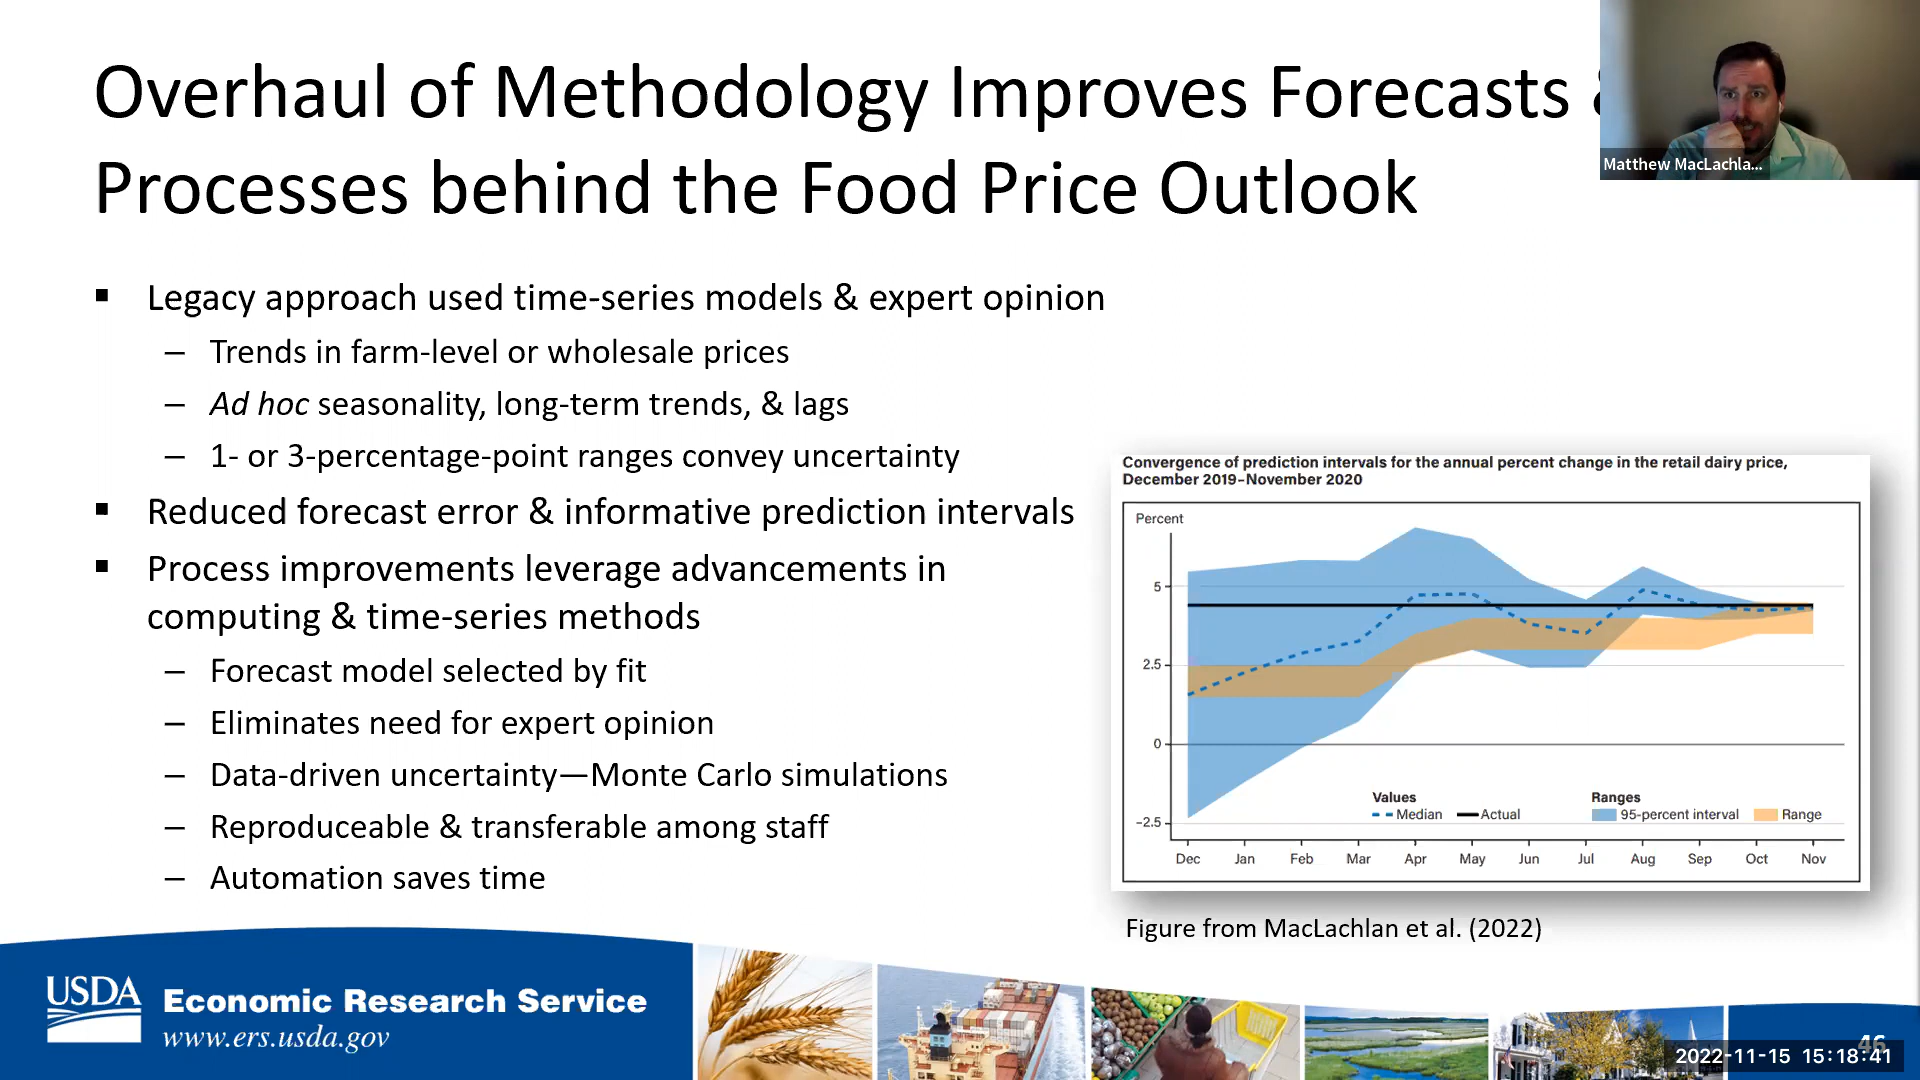 Overhaul of Methodology Improves Forecasts
Processes behind the Food Price Outlook
Matthew MacLachla...
▪ Legacy approach used time-series models & expert opinion
– Trends in farm-level or wholesale prices
– Ad hoc seasonality, long-term trends, & lags
– 1- or 3-percentage-point ranges convey uncertainty
▪ Reduced forecast error & informative prediction intervals
▪ Process improvements leverage advancements in
computing & time-series methods
– Forecast model selected by fit
– Eliminates need for expert opinion
– Data-driven uncertainty—Monte Carlo simulations
– Reproduceable & transferable among staff
– Automation saves time
Convergence of prediction intervals for the annual percent change in the retail dairy price,
December 2019–November 2020
Percent
5
2.5
0
–2.5
Values
Median Actual
Ranges
95-percent interval Range
Dec Jan Feb Mar Apr May Jun Jul Aug Sep Oct Nov
Figure from MacLachlan et al. (2022)
USDA
Economic Research Service
www.ers.usda.gov
46
2022-11-15 15:18:41